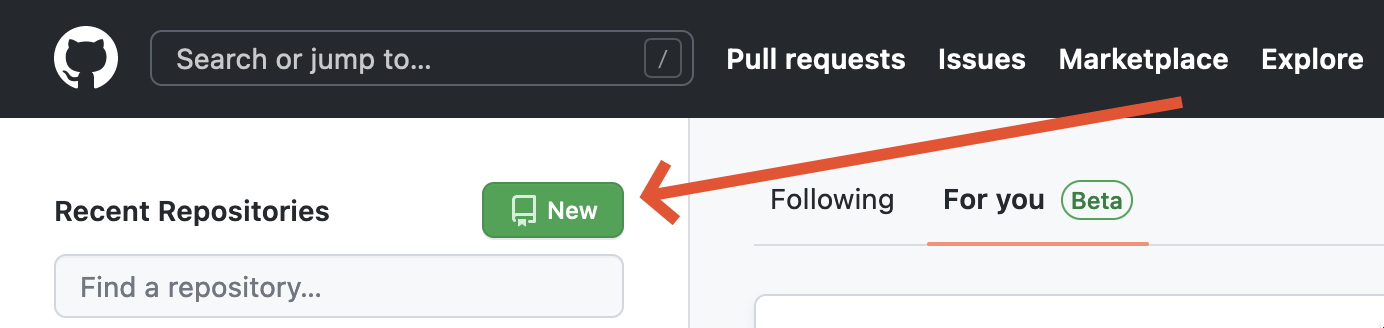 Search or jump to... /
Pull requests
Issues
Marketplace
Explore
Recent Repositories
New
Find a repository...
Following
For you
Beta